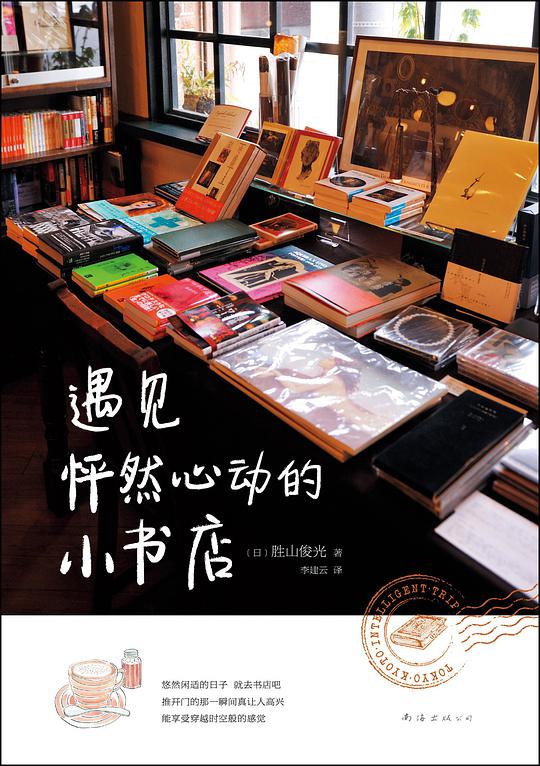 遇见
怦然心动的
小书店
〔日〕胜山俊光 著
李建云 译
INTELLIGENT·TRIP
TOKYO·KYOTO
悠然闲适的日子 就去书店吧
推开门的那一瞬间真让人高兴
能享受穿越时空般的感觉
南海出版公司